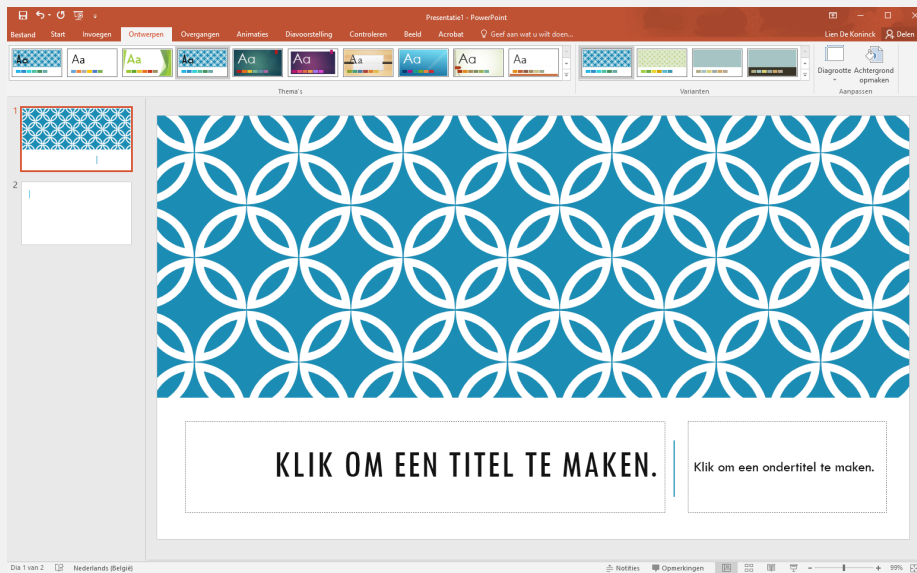 Presentatie1 - PowerPoint
Bestand Start Invoegen Ontwerpen Overgangen Animaties Diavoorstelling Controleren Beeld Acrobat Geef aan wat u wilt doen... Lien De Koninck Delen
Aa Aa Aa Aa Aa Aa Aa Aa Aa Aa
Diagrootte Achtergrond
opmaken
Thema's Varianten Aanpassen
1
2
KLIK OM EEN TITEL TE MAKEN.
Klik om een ondertitel te maken.
Dia 1 van 2 Nederlands (België) Notities Opmerkingen 99%